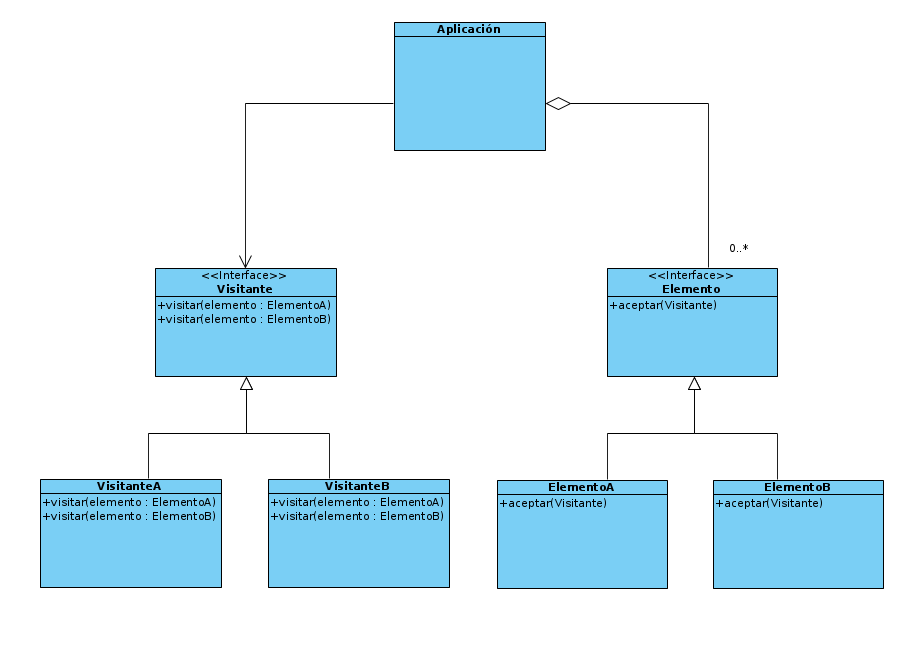 Aplicación
0..*
<<Interface>>
Visitante
+visitar(elemento : ElementoA)
+visitar(elemento : ElementoB)
<<Interface>>
Elemento
+aceptar(Visitante)
VisitanteA
+visitar(elemento : ElementoA)
+visitar(elemento : ElementoB)
VisitanteB
+visitar(elemento : ElementoA)
+visitar(elemento : ElementoB)
ElementoA
+aceptar(Visitante)
ElementoB
+aceptar(Visitante)